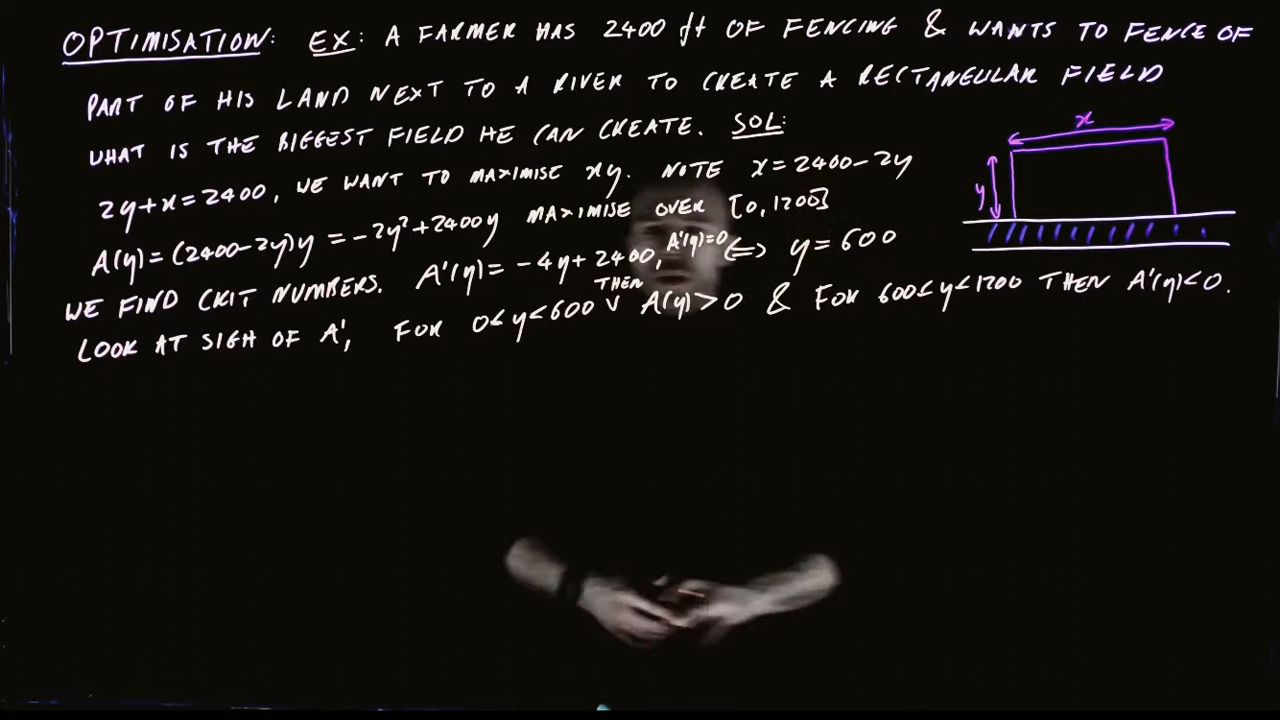 OPTIMISATION: EX: A FARMER HAS 2400 ft OF FENCING & WANTS TO FENCE OF
PART OF HIS LAND NEXT TO A RIVER TO CREATE A RECTANGULAR FIELD
WHAT IS THE BIGGEST FIELD HE CAN CREATE. SOL:
x
y
2y+x=2400, WE WANT TO MAXIMISE xy. NOTE x=2400-2y
A(y)=(2400-2y)y = -2y²+2400y MAXIMISE OVER [0,1200]
WE FIND CRIT NUMBERS. A'(y)= -4y+2400, A'(y)=0 <=> y=600
LOOK AT SIGN OF A', FOR 0<y<600 THEN A(y)>0 & FOR 600<y<1200 THEN A'(y)<0.